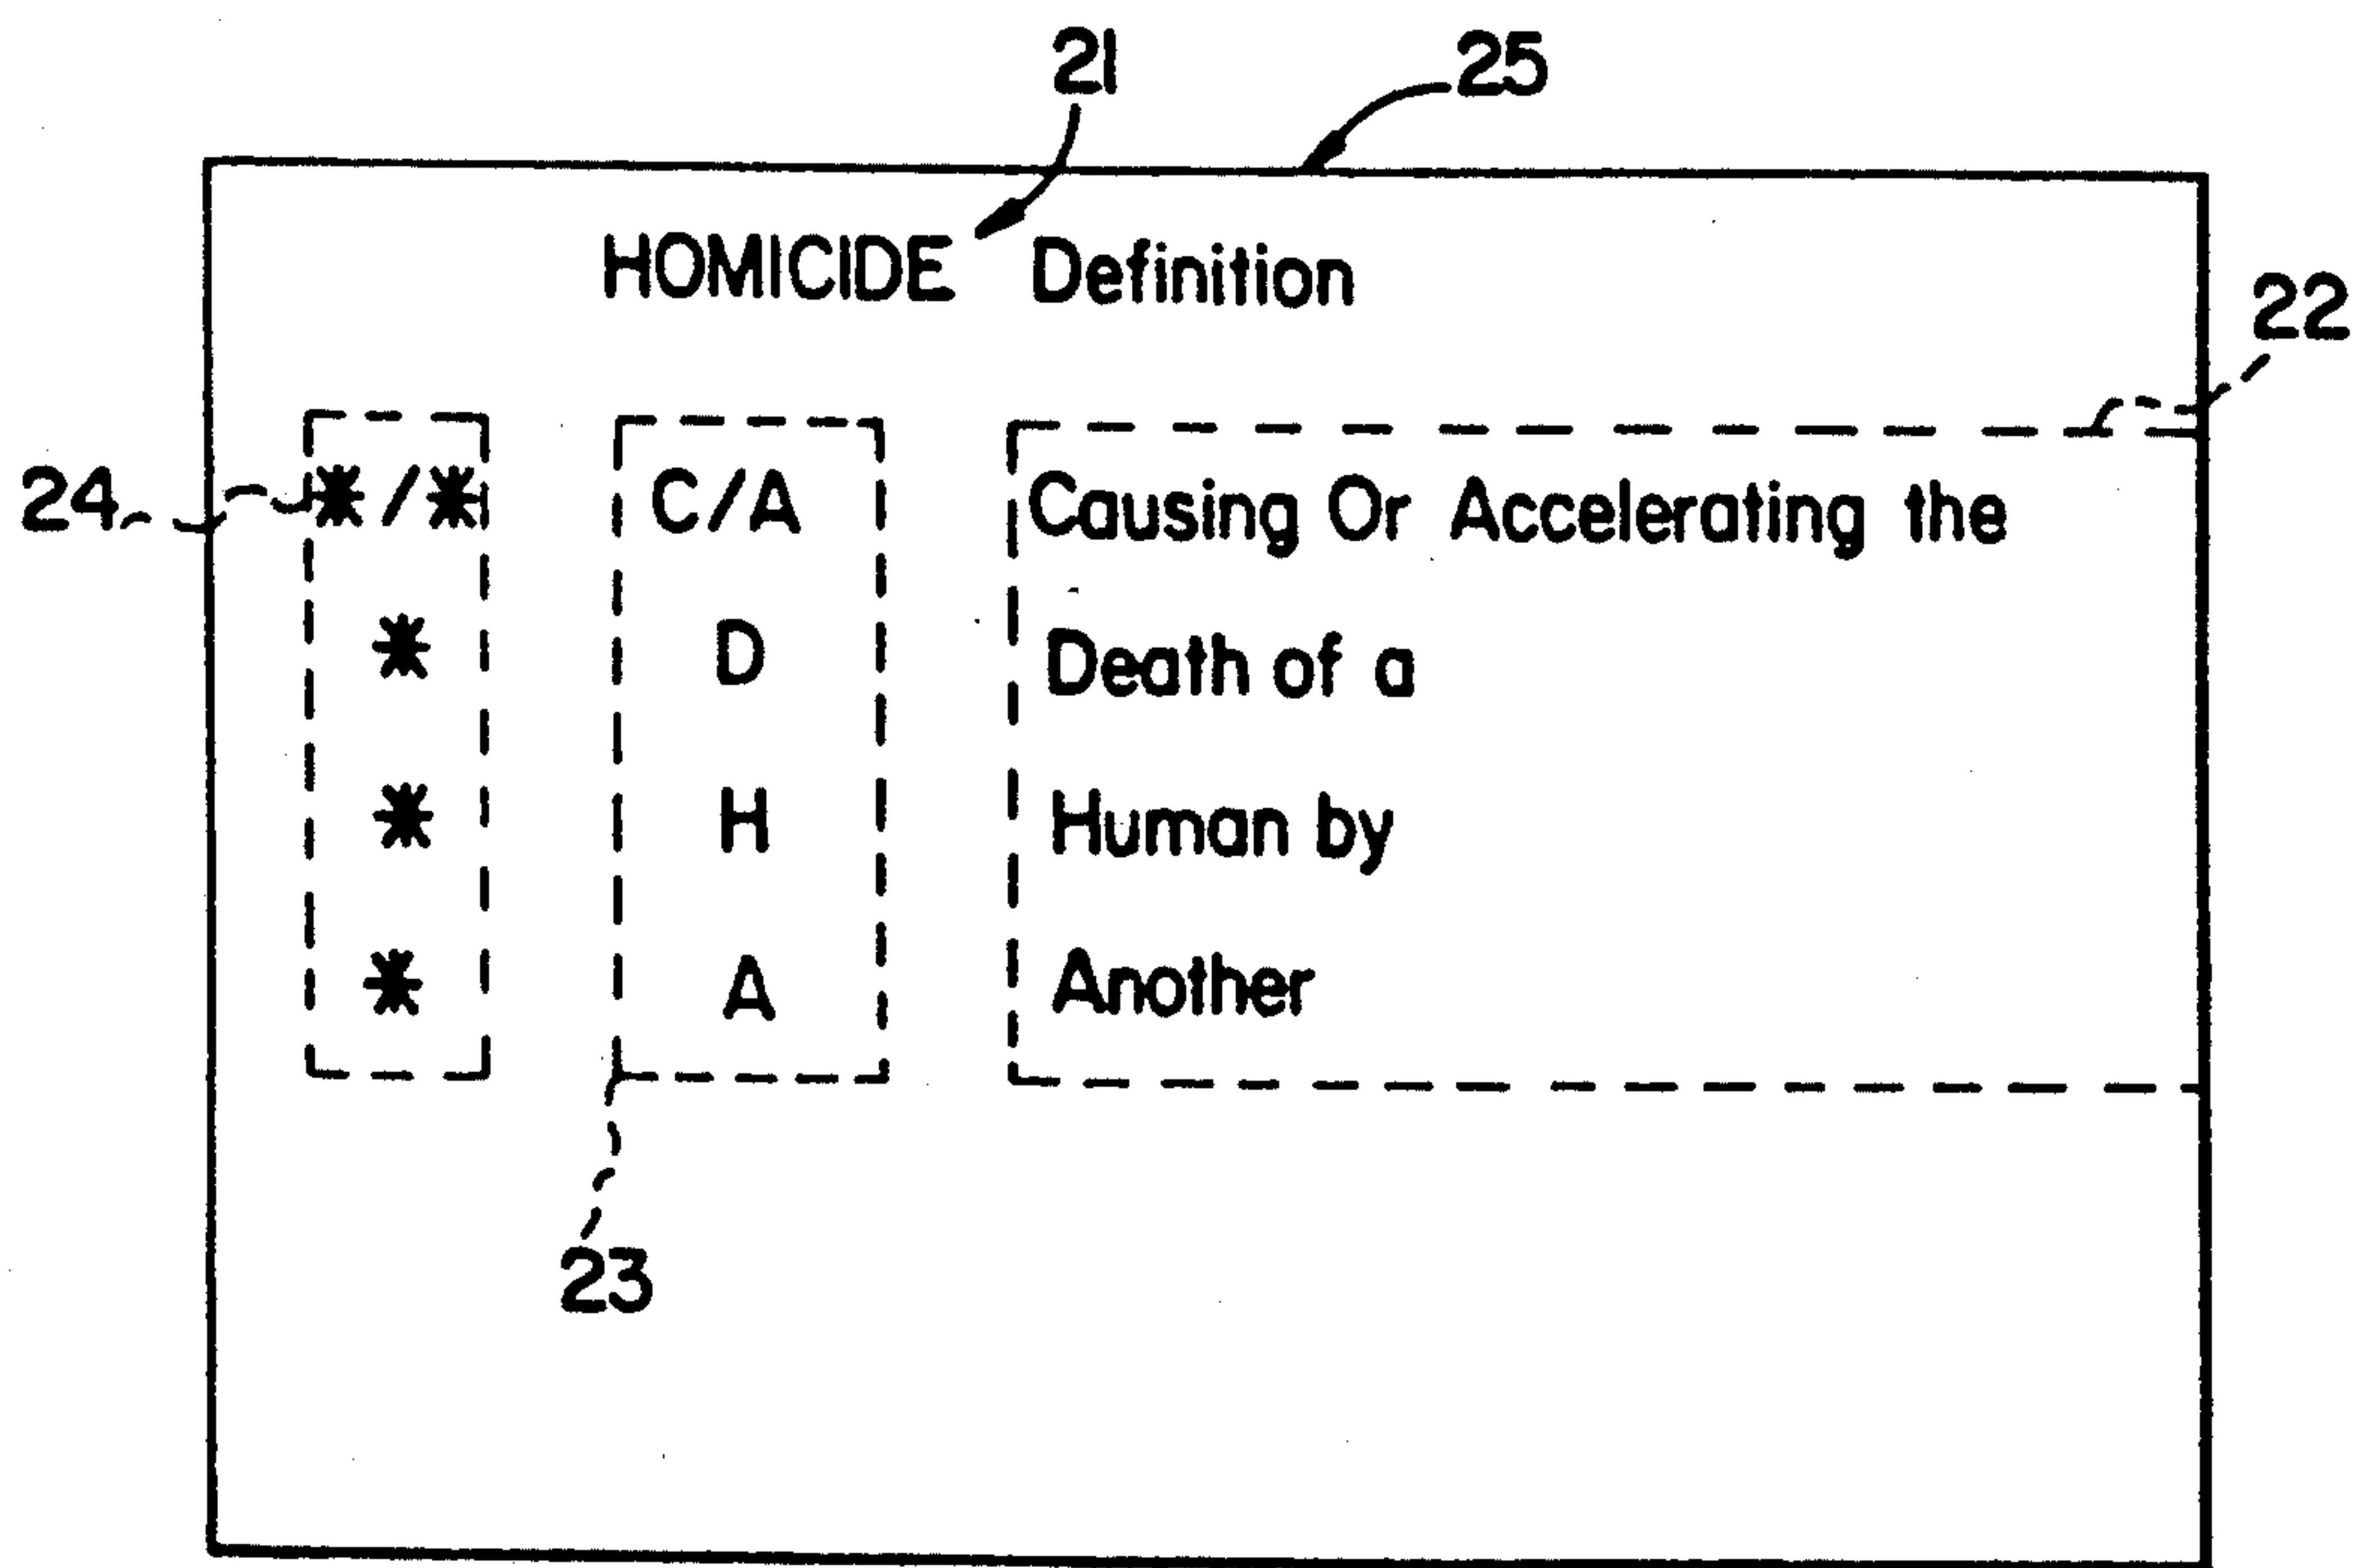 21 25
HOMICIDE Definition
22
24 */* C/A Causing Or Accelerating the
* D Death of a
* H Human by
* A Another
23